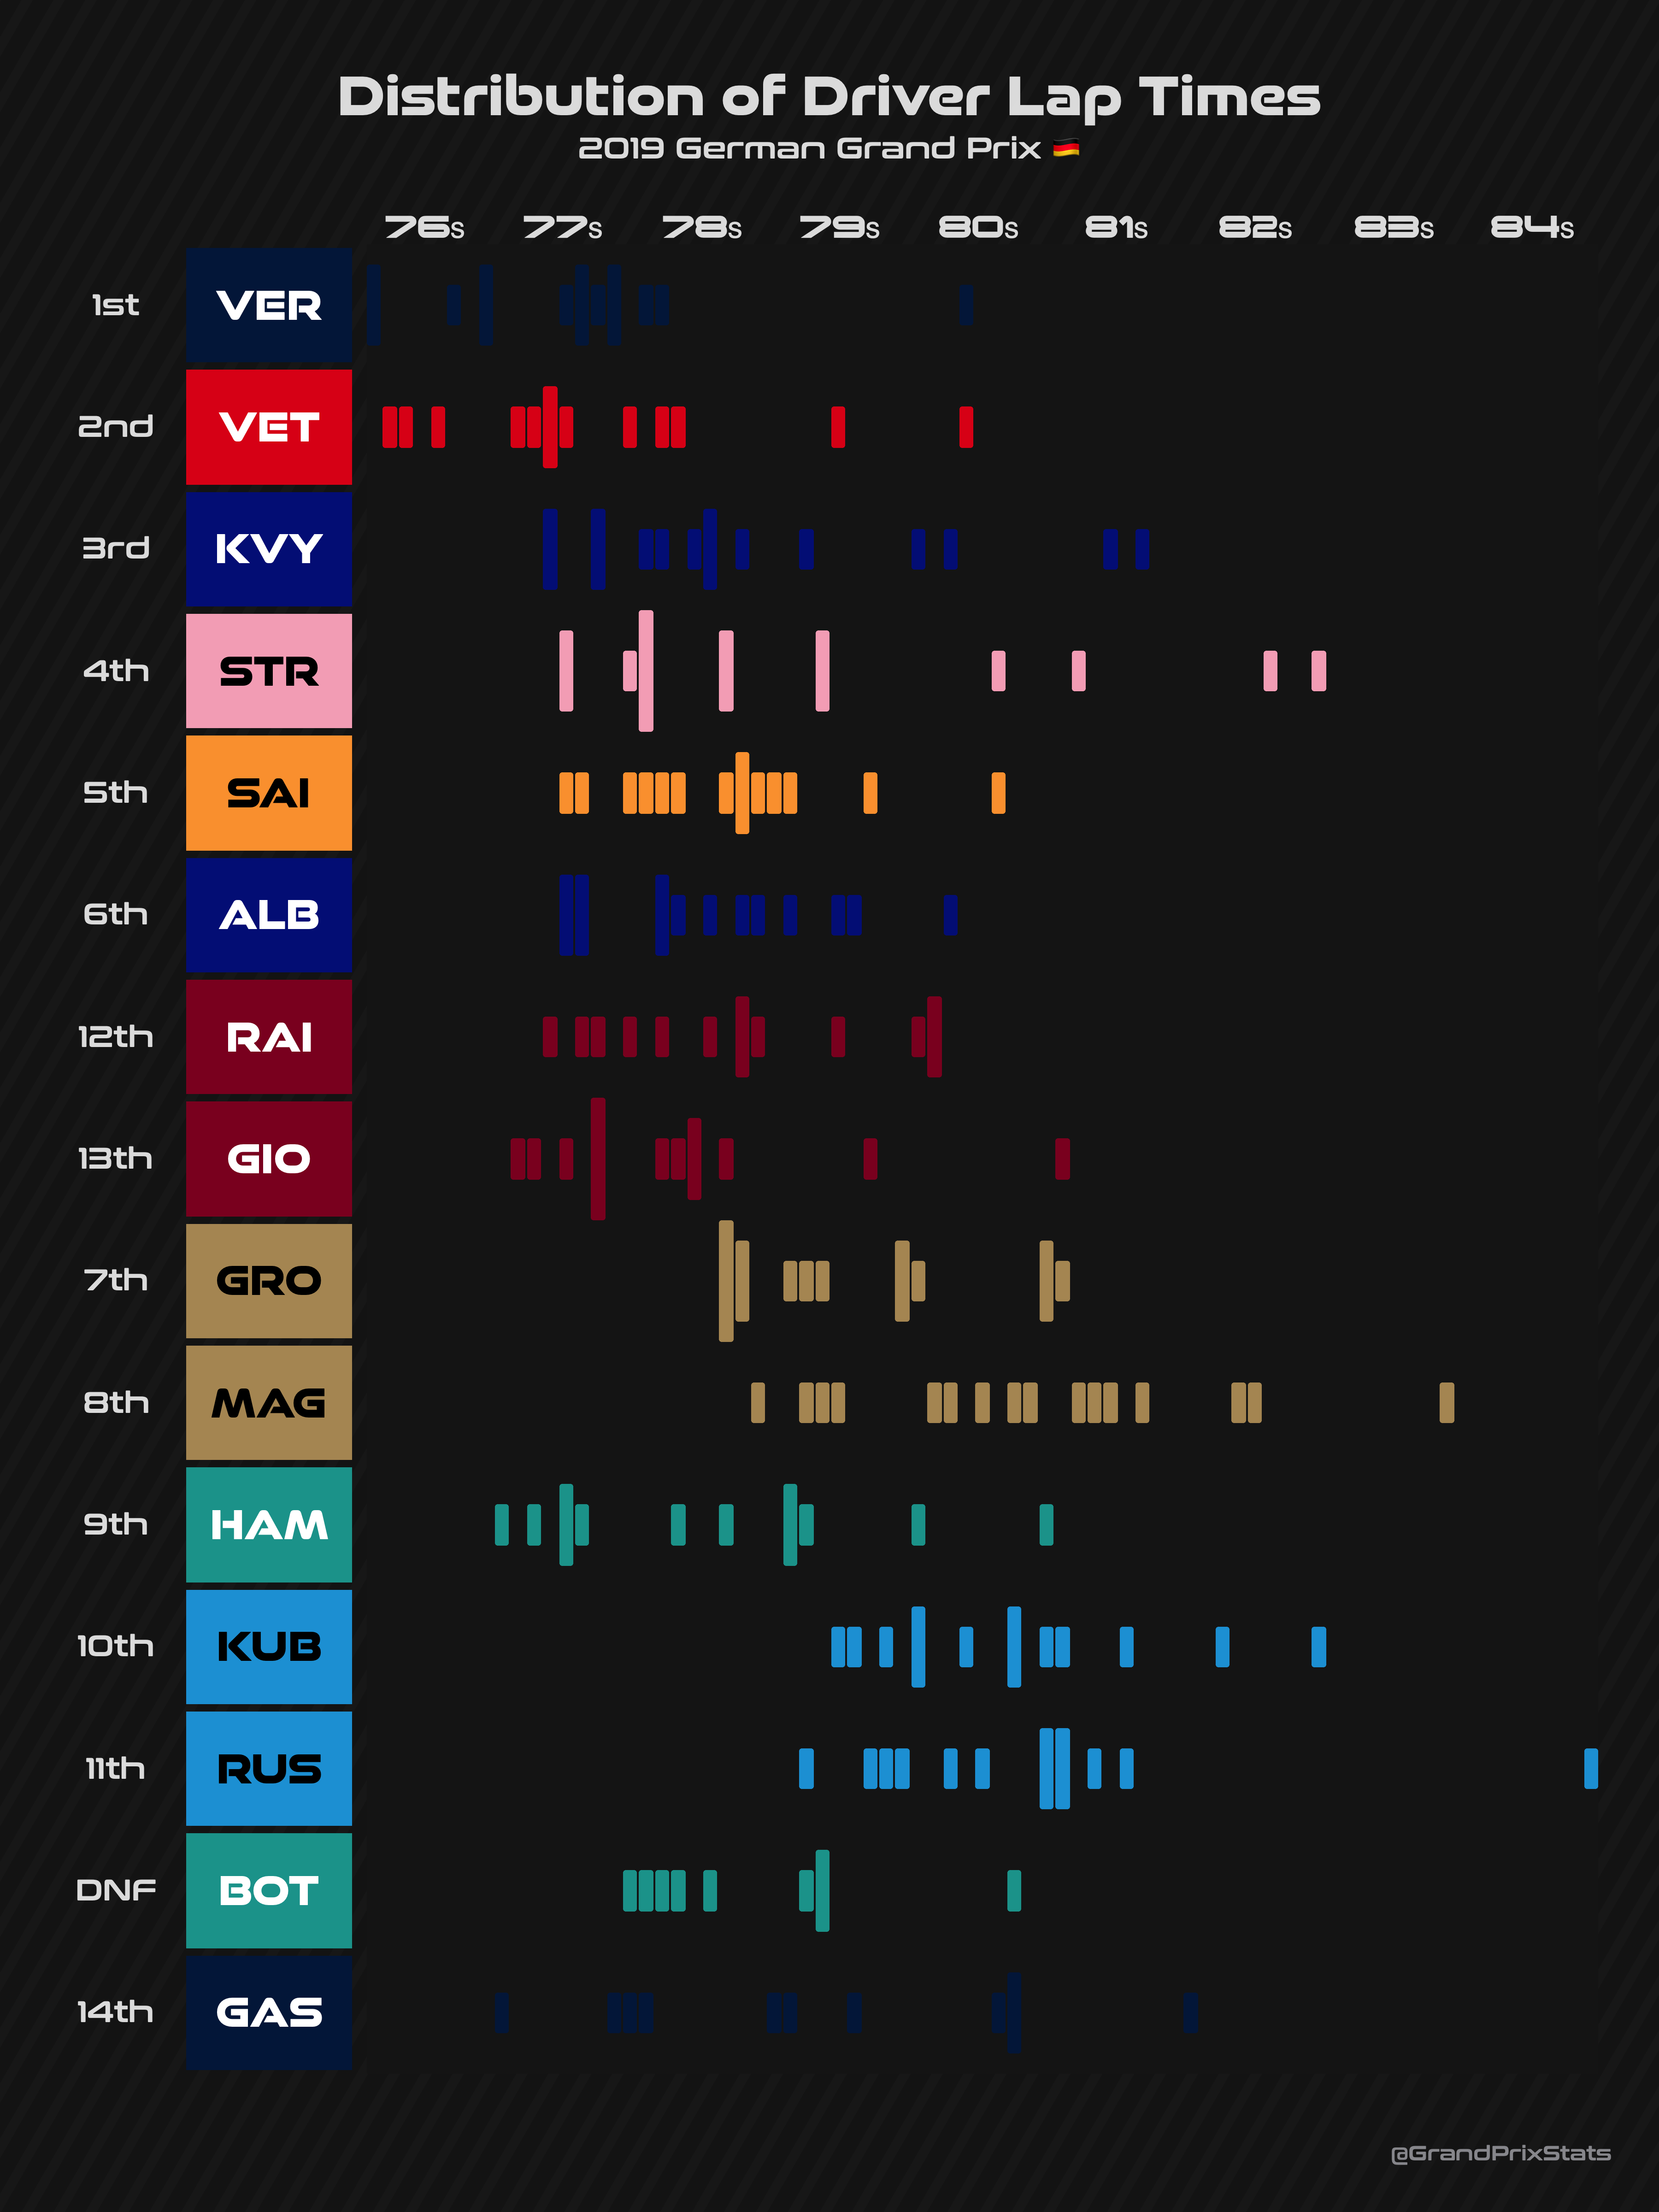 Distribution of Driver Lap Times
2019 German Grand Prix 🇩🇪
76s 77s 78s 79s 80s 81s 82s 83s 84s
1st VER
2nd VET
3rd KVY
4th STR
5th SAI
6th ALB
12th RAI
13th GIO
7th GRO
8th MAG
9th HAM
10th KUB
11th RUS
DNF BOT
14th GAS
@GrandPrixStats